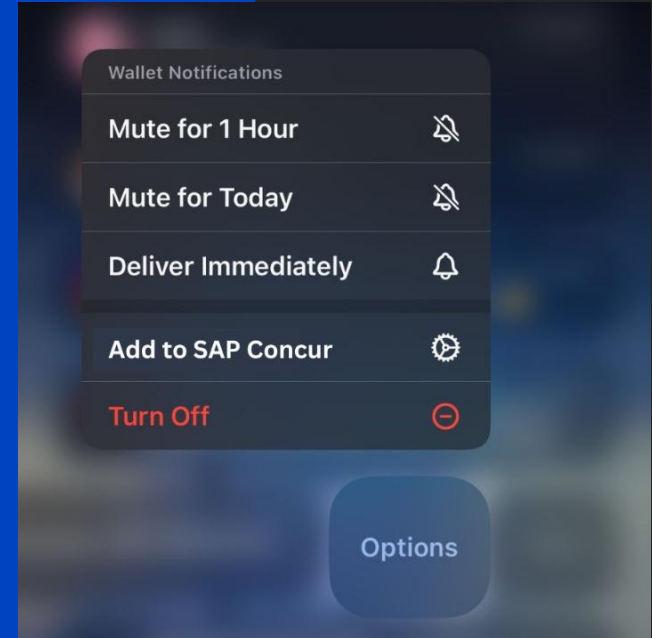 Wallet Notifications
Mute for 1 Hour
Mute for Today
Deliver Immediately
Add to SAP Concur
Turn Off
Options